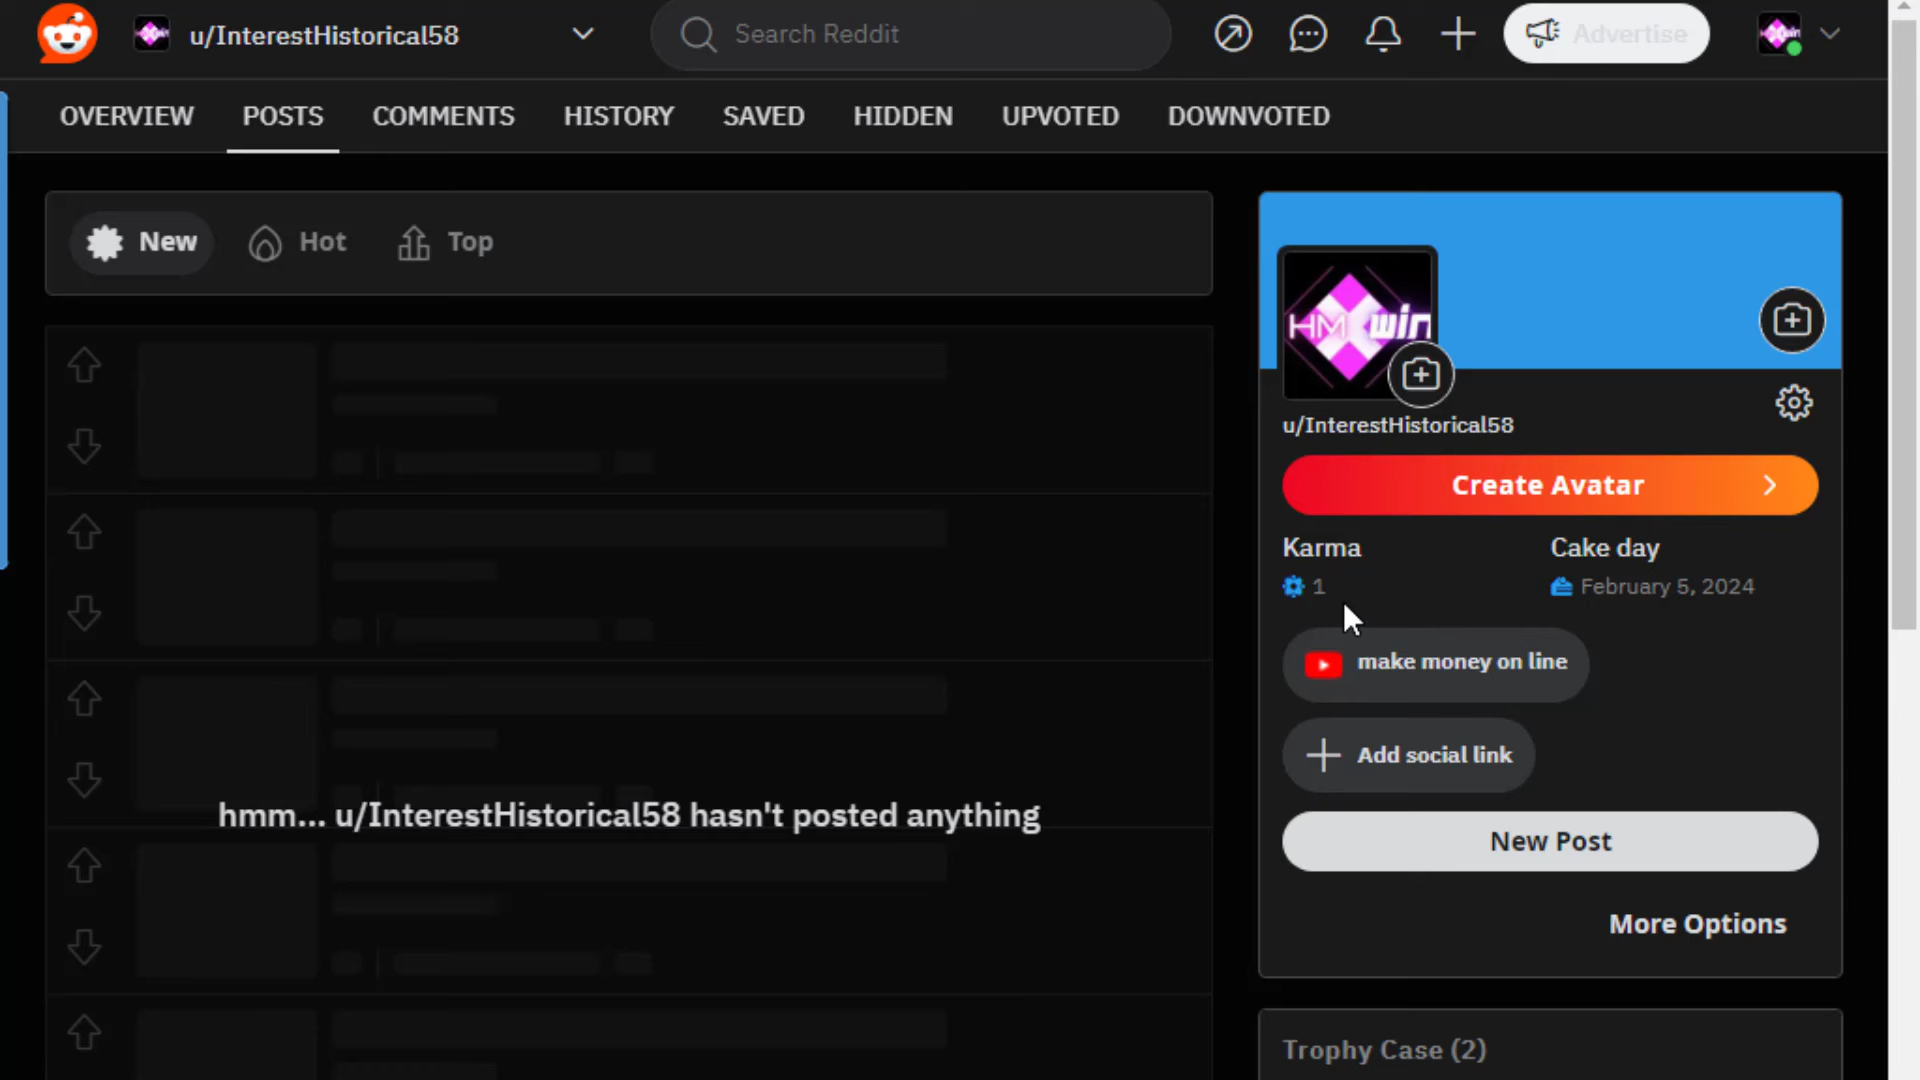 u/InterestHistorical58
Search Reddit
Advertise
OVERVIEW POSTS COMMENTS HISTORY SAVED HIDDEN UPVOTED DOWNVOTED
New Hot Top
HM win
u/InterestHistorical58
Create Avatar
Karma Cake day
1 February 5, 2024
make money on line
Add social link
hmm... u/InterestHistorical58 hasn't posted anything
New Post
More Options
Trophy Case (2)